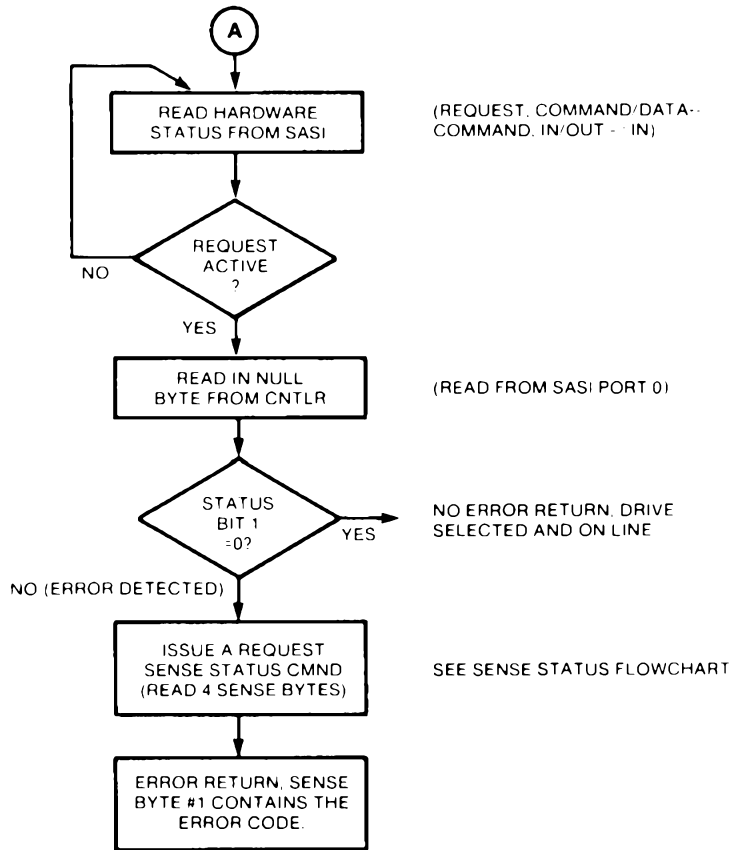 A
READ HARDWARE
STATUS FROM SASI
(REQUEST, COMMAND/DATA--
COMMAND, IN/OUT -- IN)
REQUEST
ACTIVE
?
NO
YES
READ IN NULL
BYTE FROM CNTLR
(READ FROM SASI PORT 0)
STATUS
BIT 1
=0?
YES
NO ERROR RETURN, DRIVE
SELECTED AND ON LINE
NO (ERROR DETECTED)
ISSUE A REQUEST
SENSE STATUS CMND
(READ 4 SENSE BYTES)
SEE SENSE STATUS FLOWCHART
ERROR RETURN, SENSE
BYTE #1 CONTAINS THE
ERROR CODE.